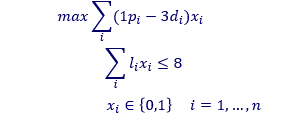 max ∑_i (1p_i − 3d_i)x_i
∑_i l_i x_i ≤ 8
x_i ∈ {0,1}   i = 1, … , n